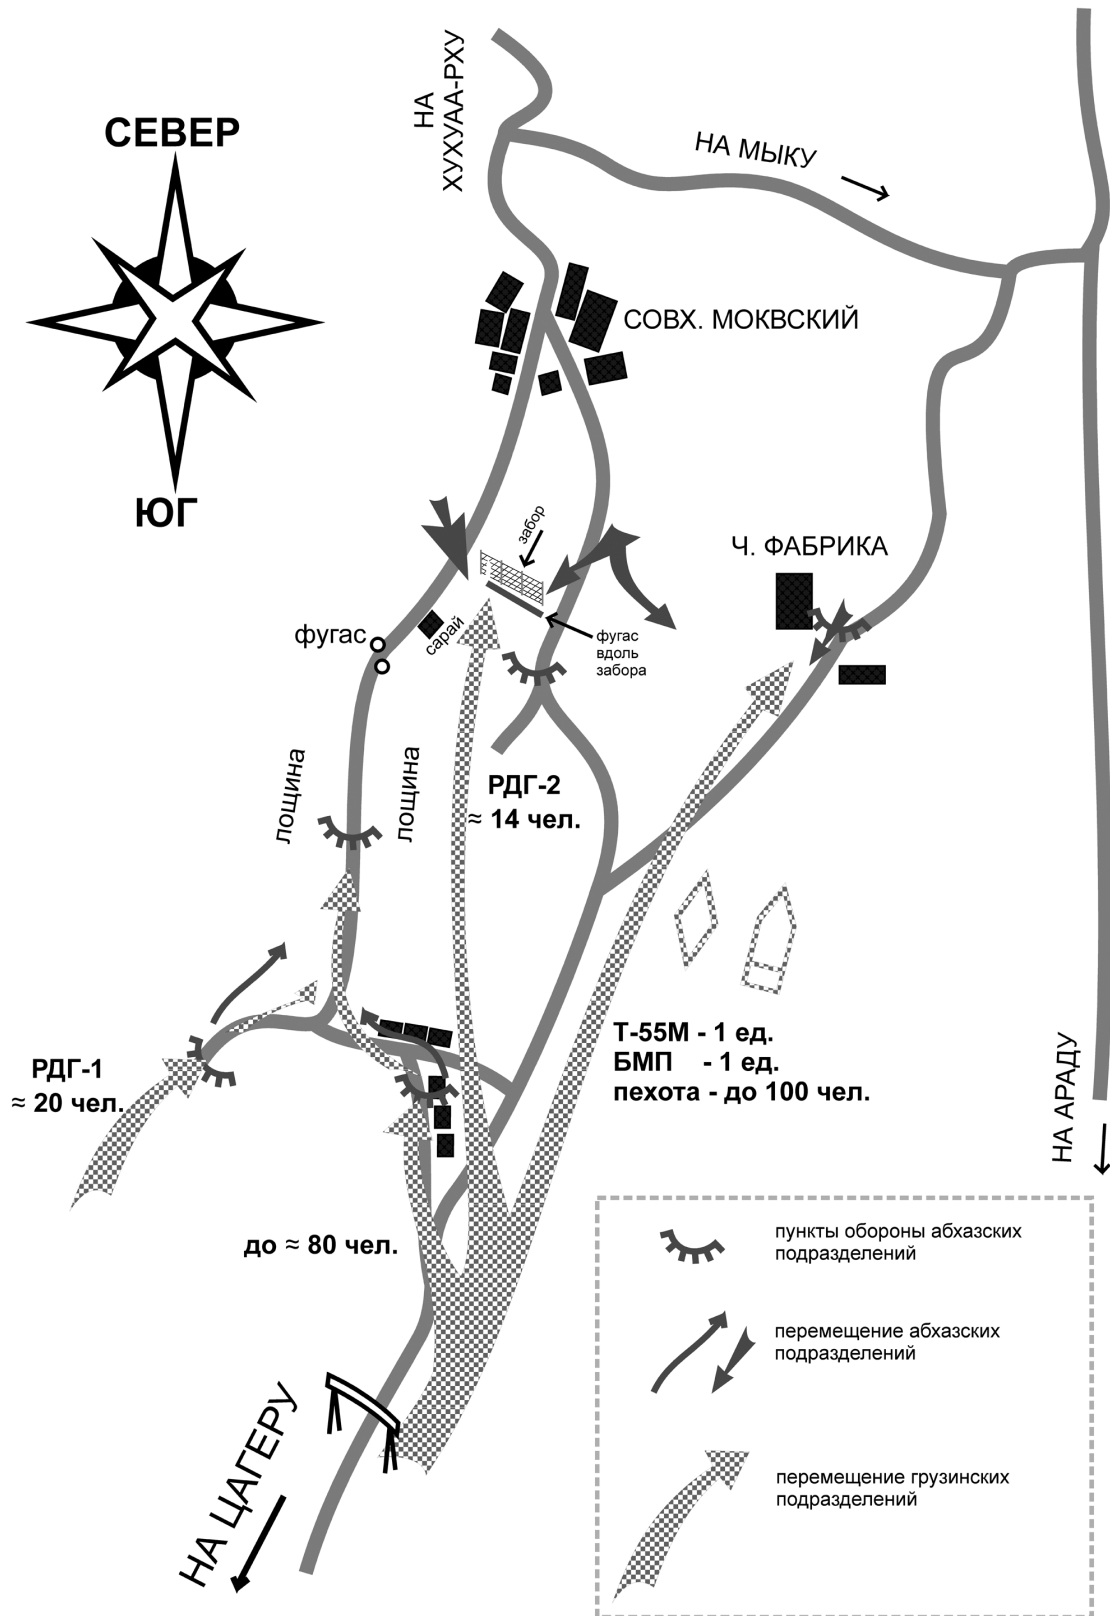 НА
ХУХУАА-РХУ
СЕВЕР
НА МЫКУ
СОВХ. МОКВСКИЙ
ЮГ
забор
Ч. ФАБРИКА
фугас
сарай
фугас
вдоль
забора
лощина
лощина
РДГ-2
≈ 14 чел.
Т-55М - 1 ед.
БМП - 1 ед.
пехота - до 100 чел.
РДГ-1
≈ 20 чел.
НА АРАДУ
до ≈ 80 чел.
НА ЦАГЕРУ
пункты обороны абхазских
подразделений
перемещение абхазских
подразделений
перемещение грузинских
подразделений